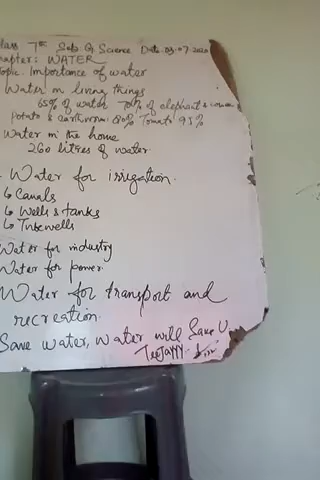 lass 7th Sub. G. Science Date 03.07.2020
hapter: WATER
Topic. Importance of water
Water in living things
65% of water 70% of elephant &
Potato & earthworm 80% Tomato 95%
Water in the home
260 litres of water
Water for irrigation.
Canals
Wells & tanks
Tubewells
Water for industry
Water for power
Water for transport and
recreation.
Save water, water will Save U